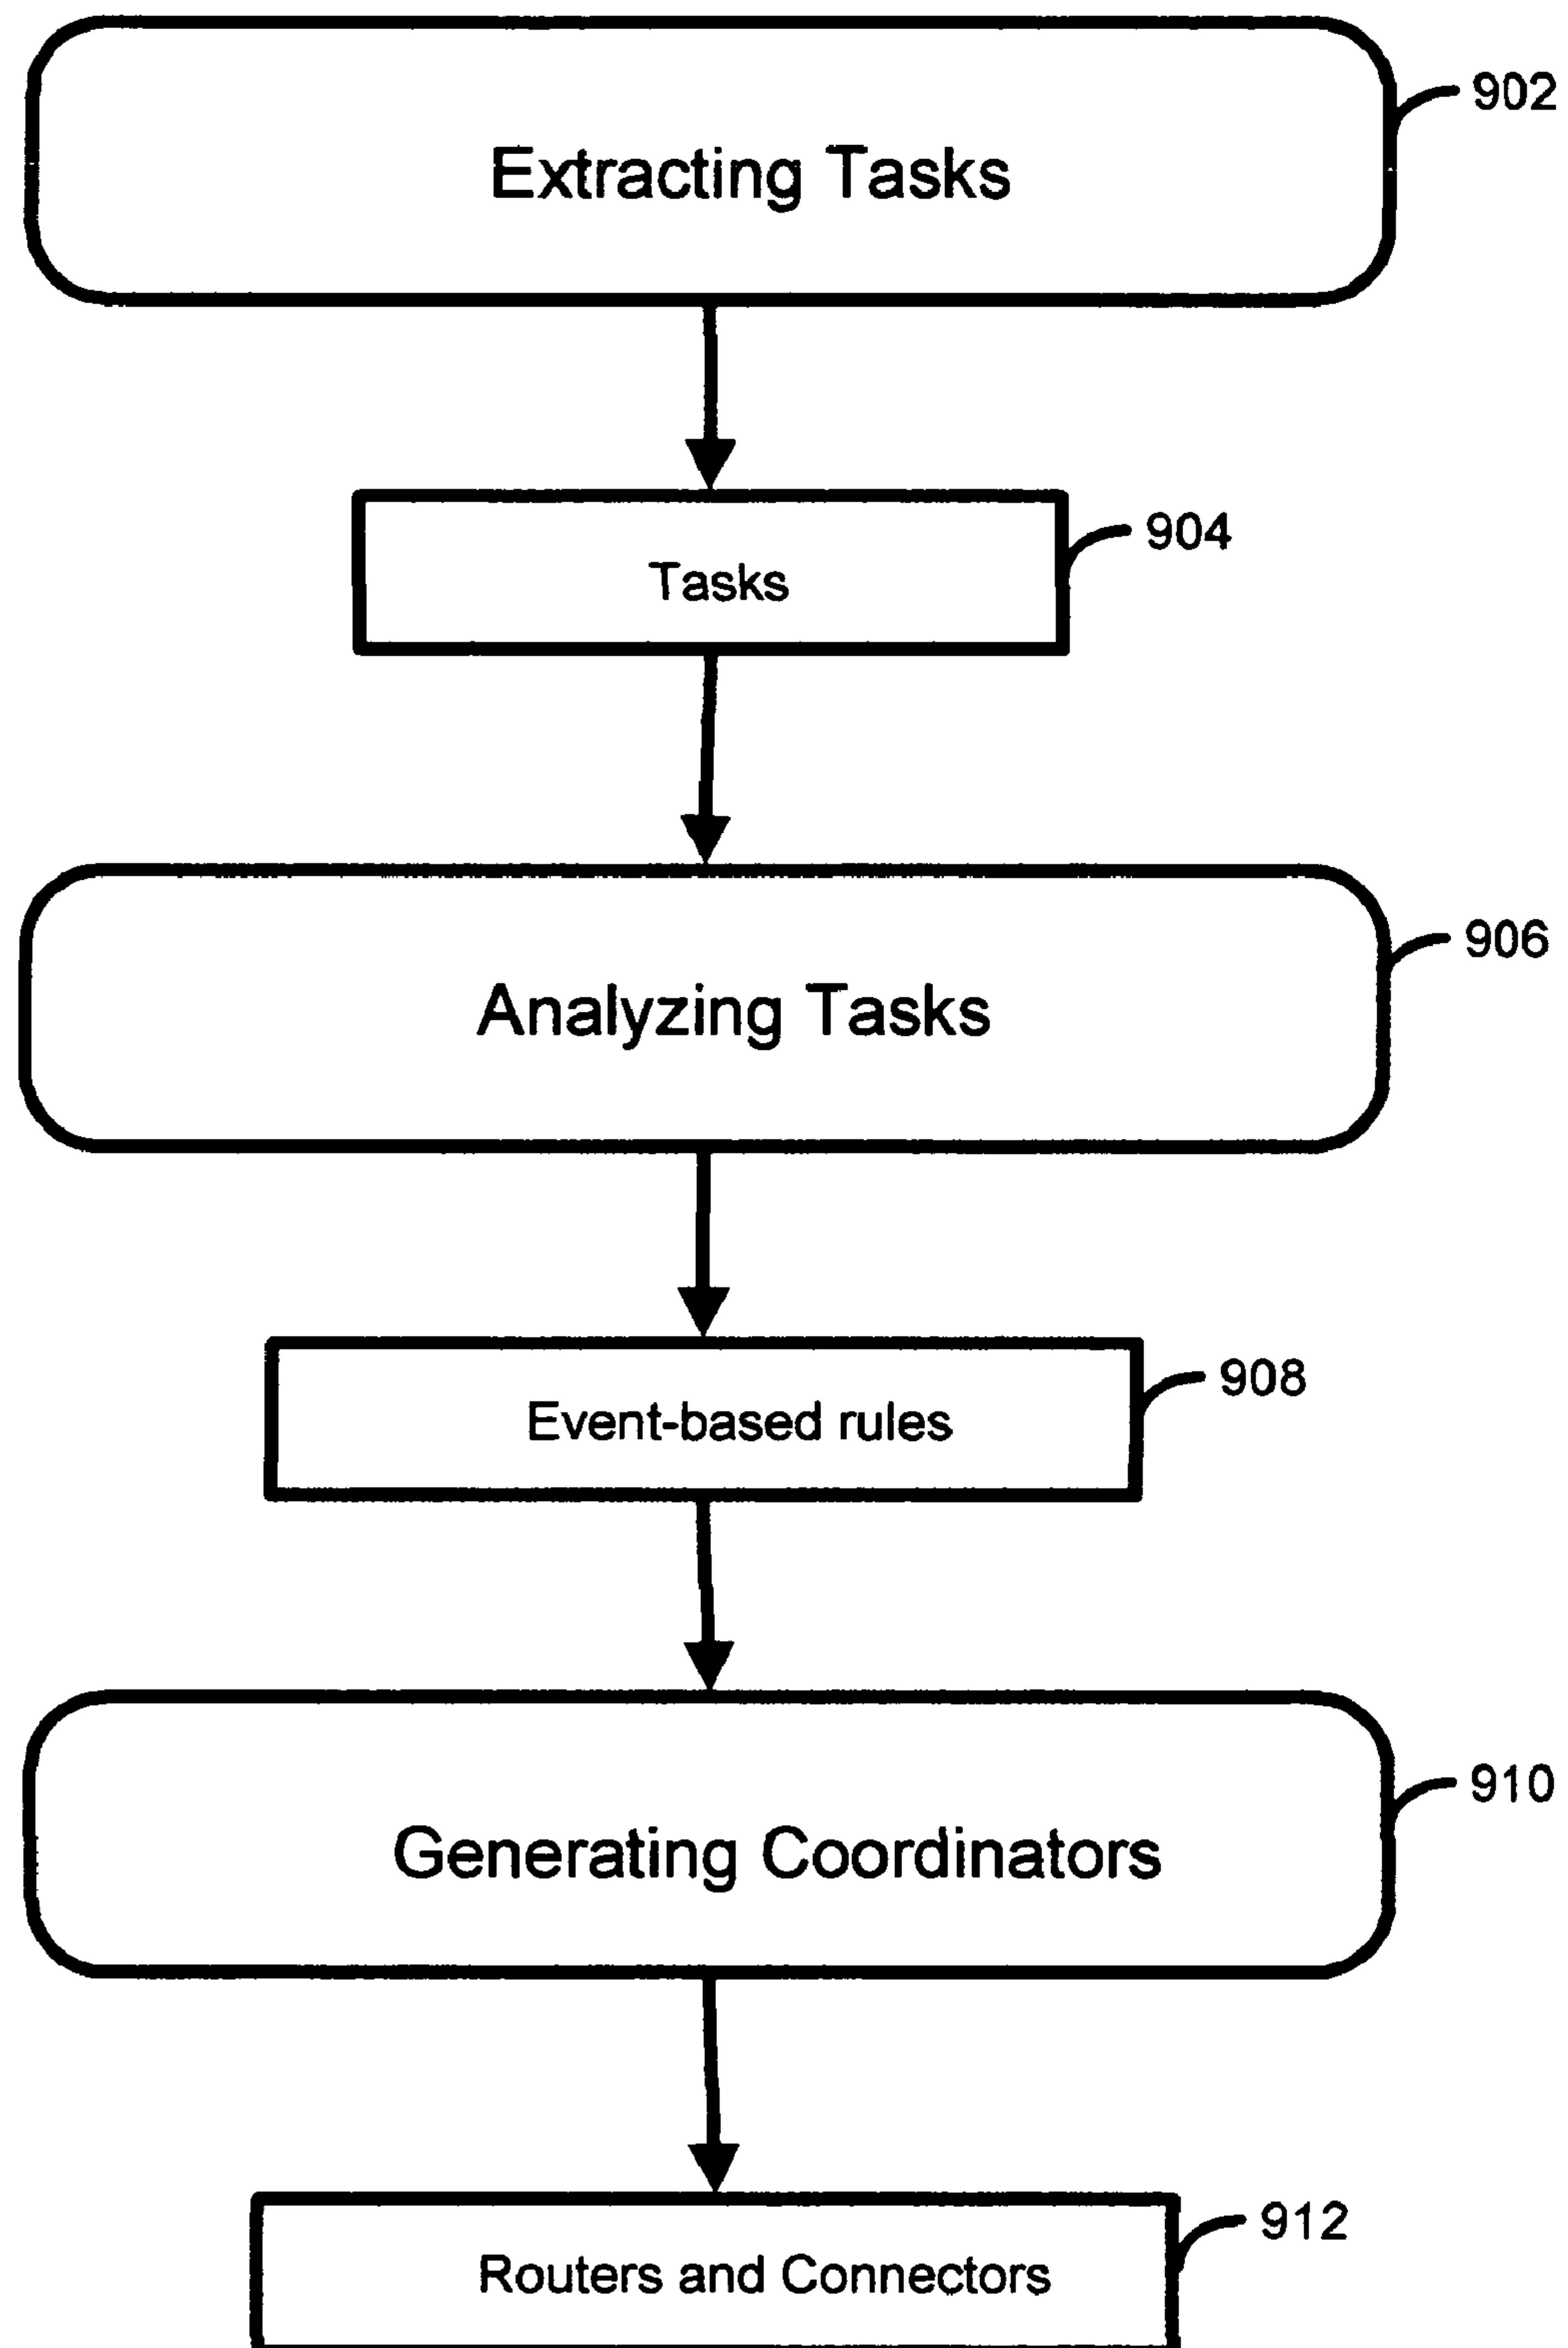 902
Extracting Tasks
904
Tasks
906
Analyzing Tasks
908
Event-based rules
910
Generating Coordinators
912
Routers and Connectors